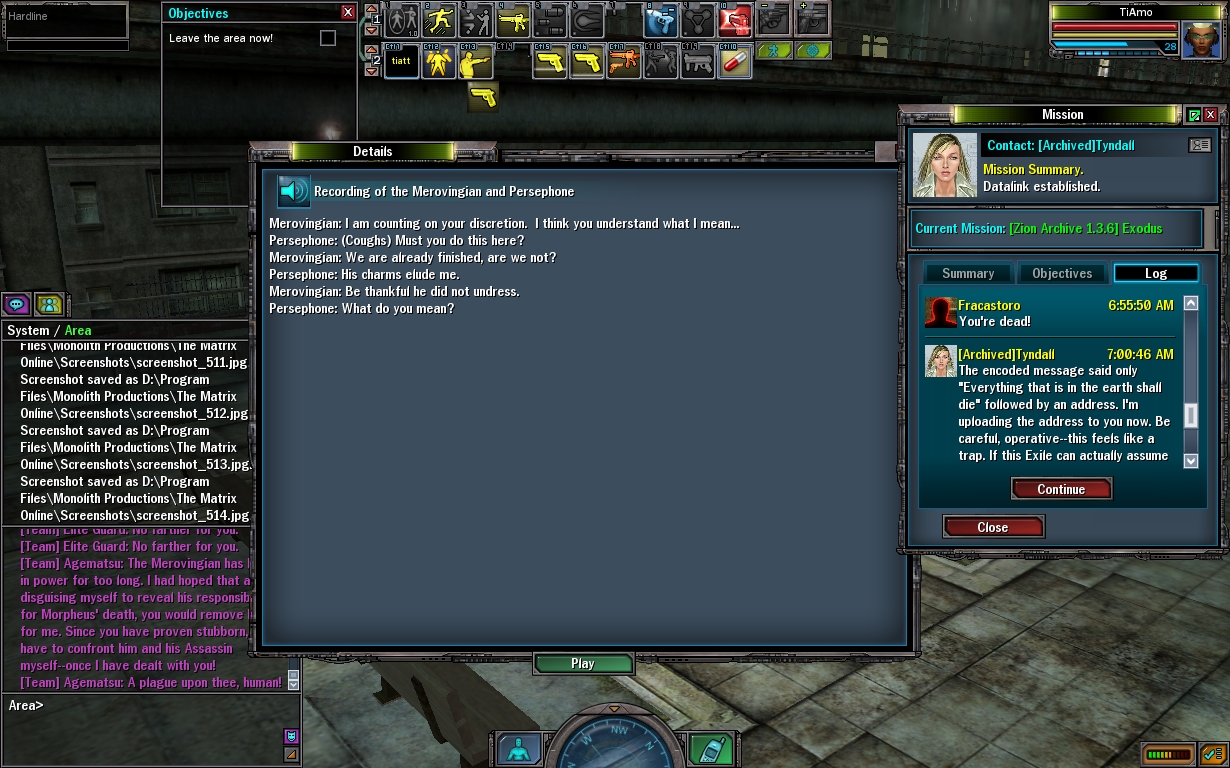 Hardline
Objectives
Leave the area now!
1
2
Ctrl1
tiatt
TiAmo
28
Details
Recording of the Merovingian and Persephone
Merovingian: I am counting on your discretion.  I think you understand what I mean...
Persephone: (Coughs) Must you do this here?
Merovingian: We are already finished, are we not?
Persephone: His charms elude me.
Merovingian: Be thankful he did not undress.
Persephone: What do you mean?
Play
Mission
Contact: [Archived]Tyndall
Mission Summary.
Datalink established.
Current Mission: [Zion Archive 1.3.6] Exodus
Summary
Objectives
Log
Fracastoro
6:55:50 AM
You're dead!
[Archived]Tyndall
7:00:46 AM
The encoded message said only
"Everything that is in the earth shall
die" followed by an address. I'm
uploading the address to you now. Be
careful, operative--this feels like a
trap. If this Exile can actually assume
Continue
Close
System / Area
Files\Monolith Productions\The Matrix
Online\Screenshots\screenshot_511.jpg
Screenshot saved as D:\Program
Files\Monolith Productions\The Matrix
Online\Screenshots\screenshot_512.jpg
Screenshot saved as D:\Program
Files\Monolith Productions\The Matrix
Online\Screenshots\screenshot_513.jpg.
Screenshot saved as D:\Program
Files\Monolith Productions\The Matrix
Online\Screenshots\screenshot_514.jpg
[Team] Elite Guard: No farther for you.
[Team] Elite Guard: No farther for you.
[Team] Agematsu: The Merovingian has
in power for too long. I had hoped that a
disguising myself to reveal his responsib
for Morpheus' death, you would remove
for me. Since you have proven stubborn,
have to confront him and his Assassin
myself--once I have dealt with you!
[Team] Agematsu: A plague upon thee, human!
Area>
W
NW
N